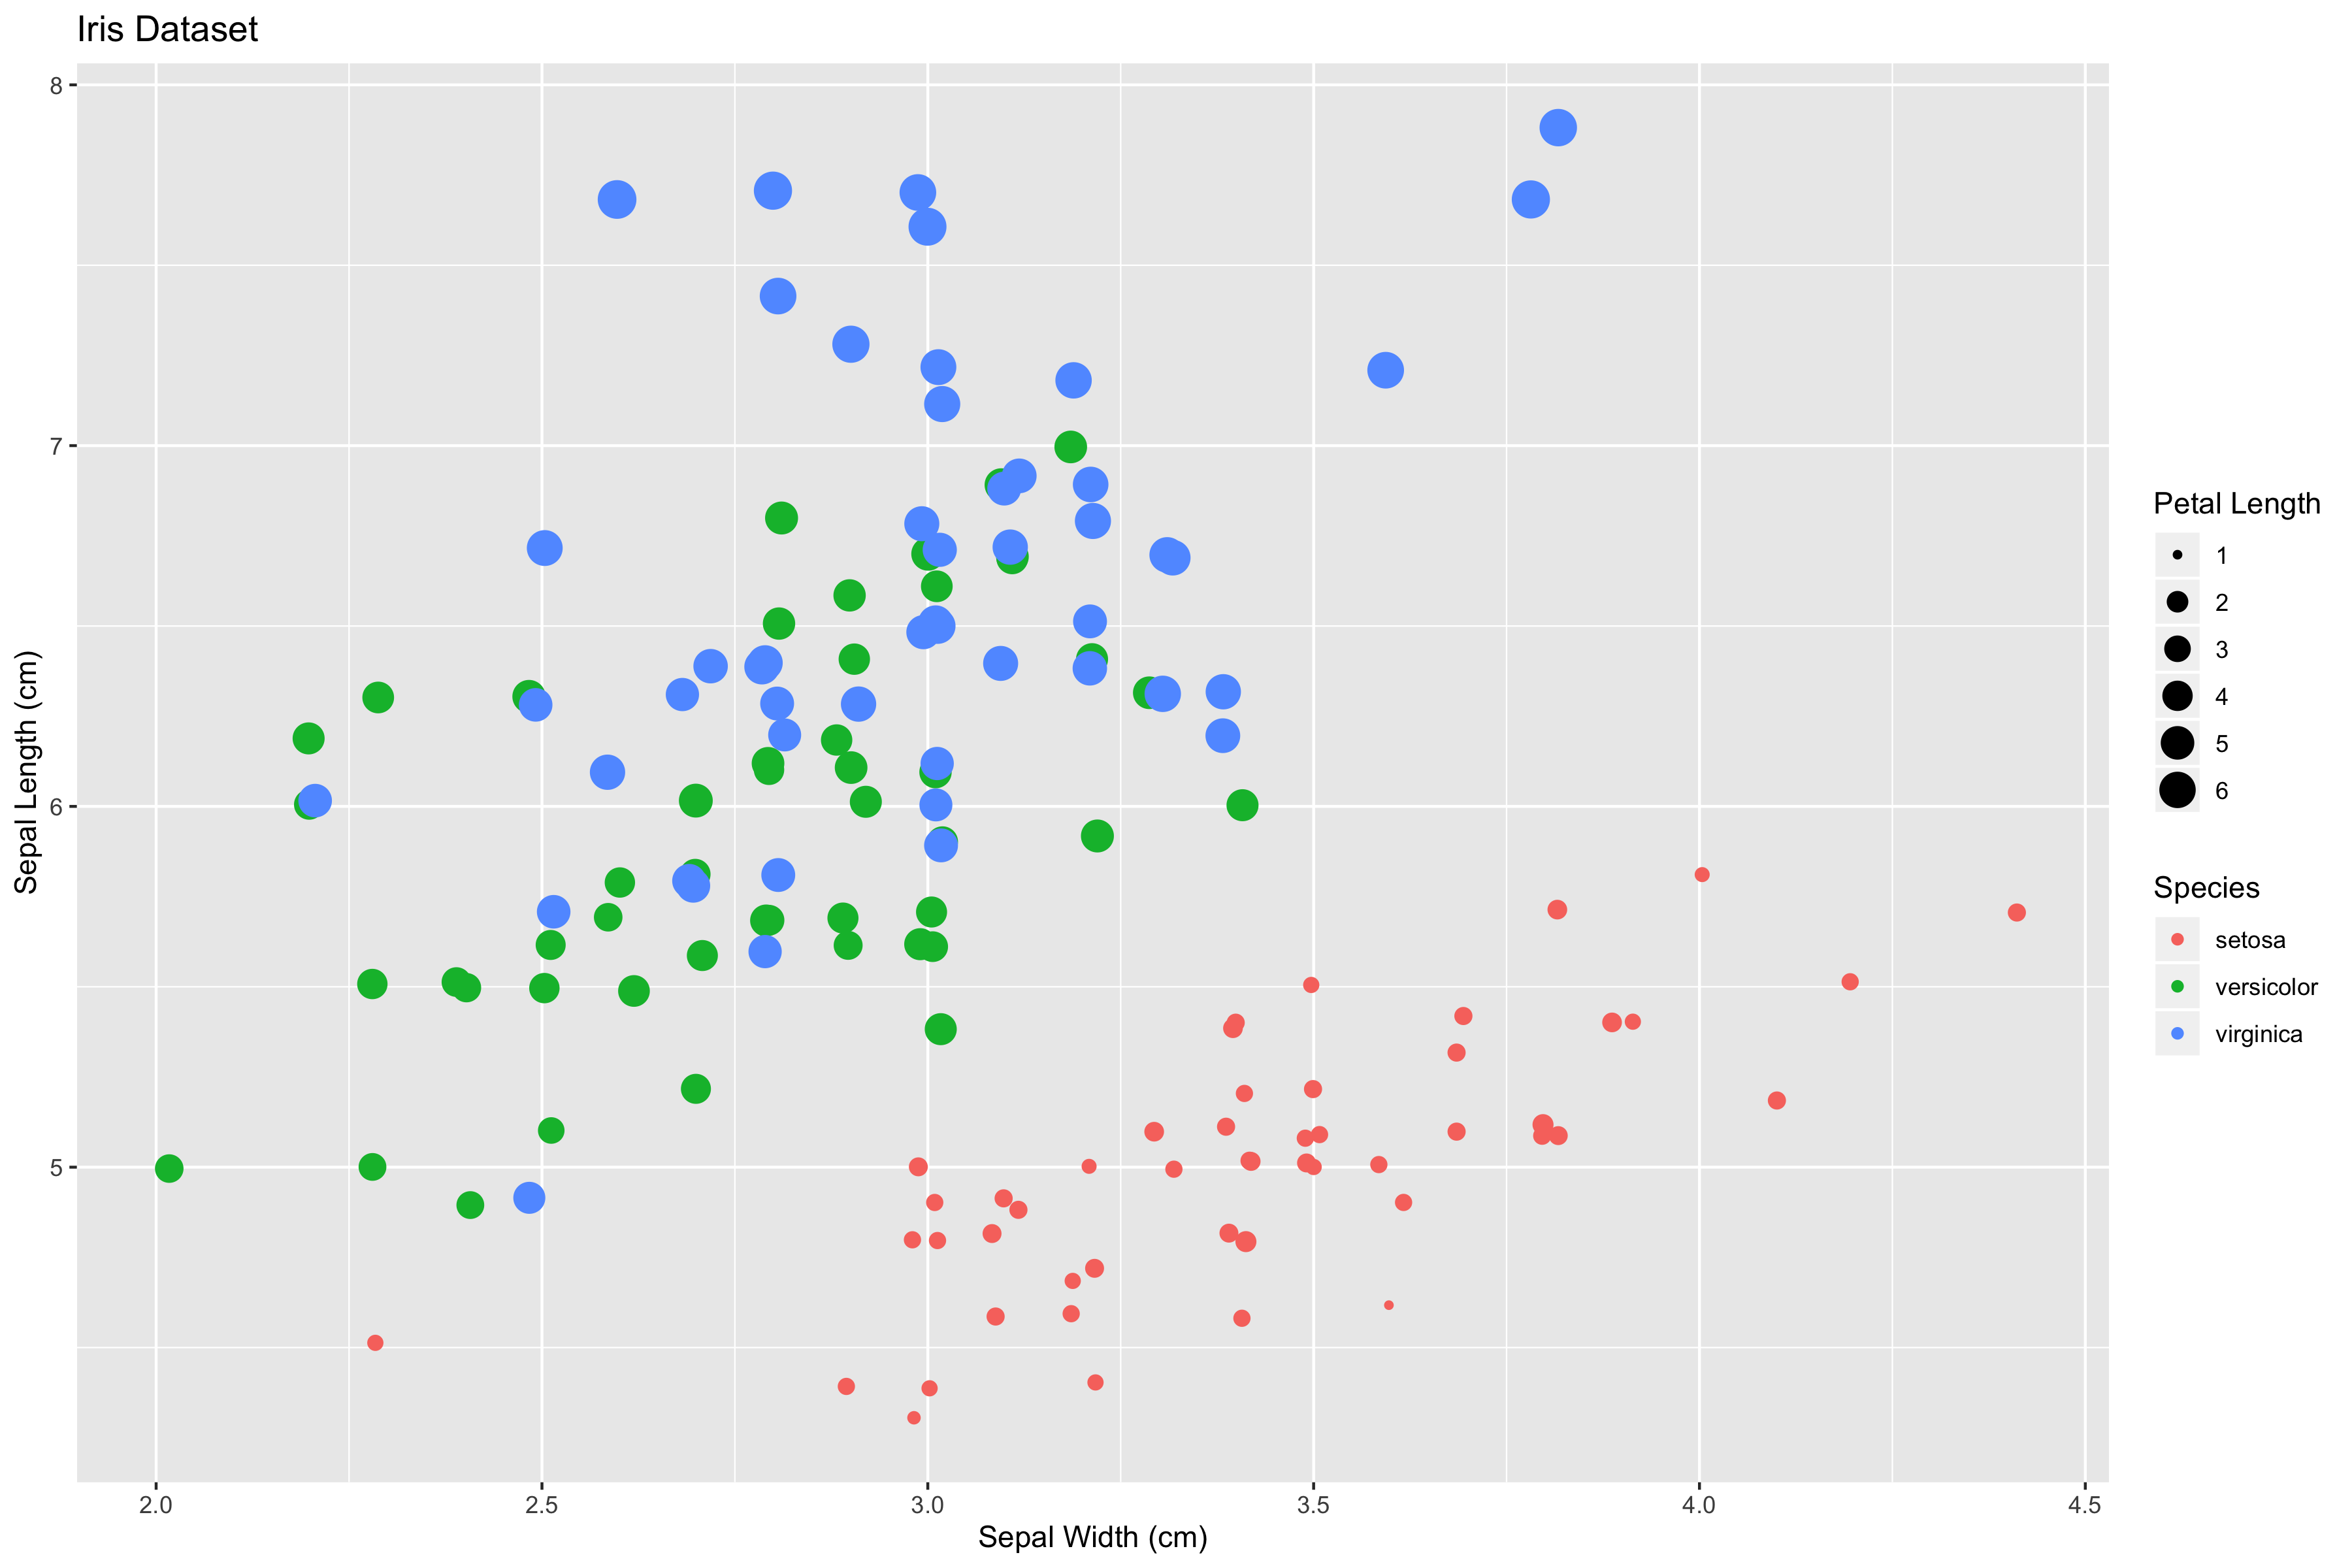 Iris Dataset
8
7
6
5
Sepal Length (cm)
2.0 2.5 3.0 3.5 4.0 4.5
Sepal Width (cm)
Petal Length
1
2
3
4
5
6
Species
setosa
versicolor
virginica